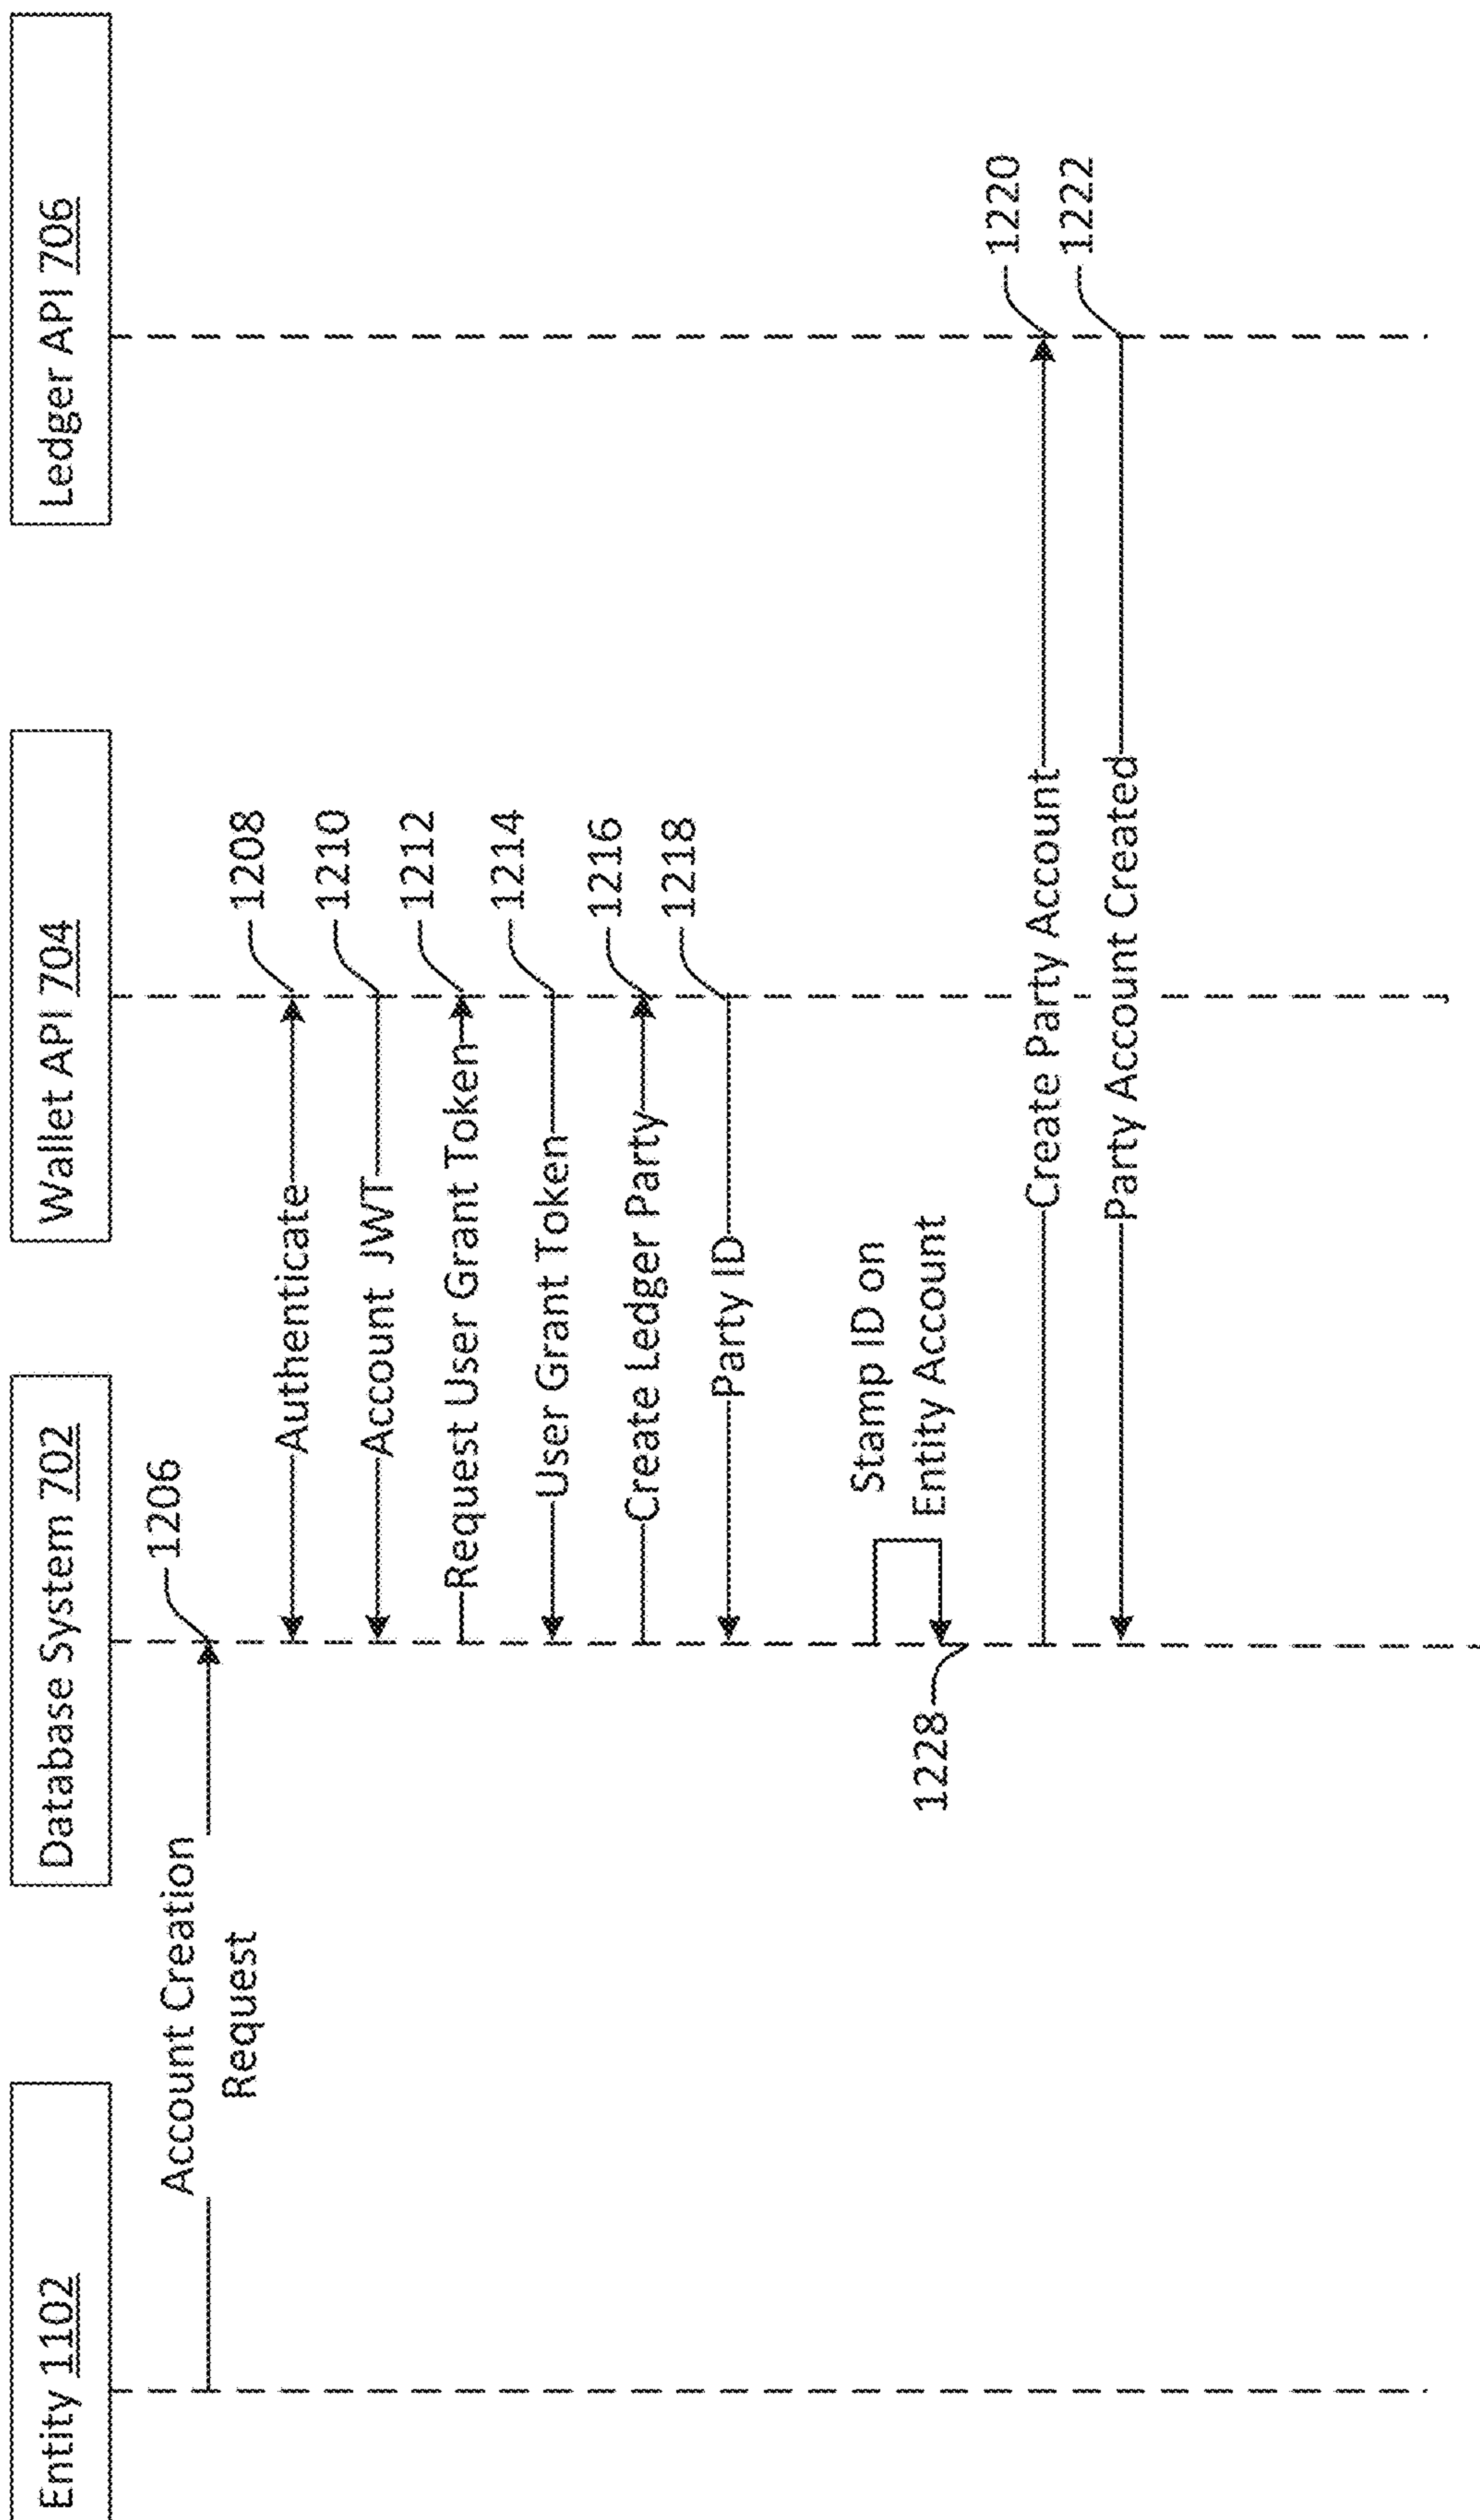 Entity 1102
Database System 702
Wallet API 704
Ledger API 706
Account Creation
Request
1206
Authenticate
1208
Account JWT
1210
Request User Grant Token
1212
User Grant Token
1214
Create Ledger Party
1216
Party ID
1218
Stamp ID on
Entity Account
1228
Create Party Account
1220
Party Account Created
1222